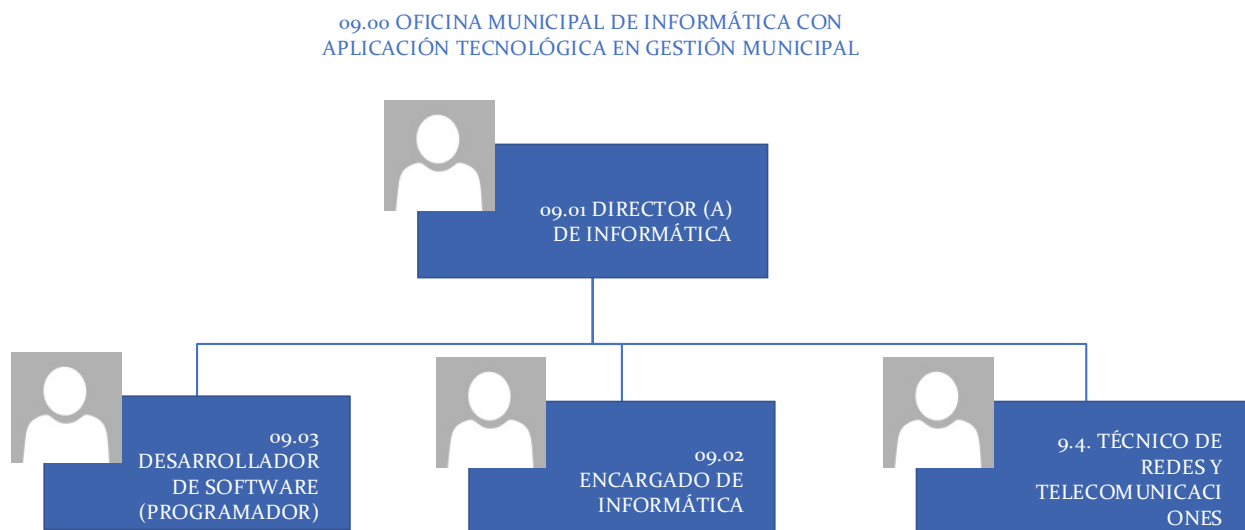 09.00 OFICINA MUNICIPAL DE INFORMÁTICA CON
APLICACIÓN TECNOLÓGICA EN GESTIÓN MUNICIPAL
09.01 DIRECTOR (A)
DE INFORMÁTICA
09.03
DESARROLLADOR
DE SOFTWARE
(PROGRAMADOR)
09.02
ENCARGADO DE
INFORMÁTICA
9.4. TÉCNICO DE
REDES Y
TELECOMUNICACI
ONES